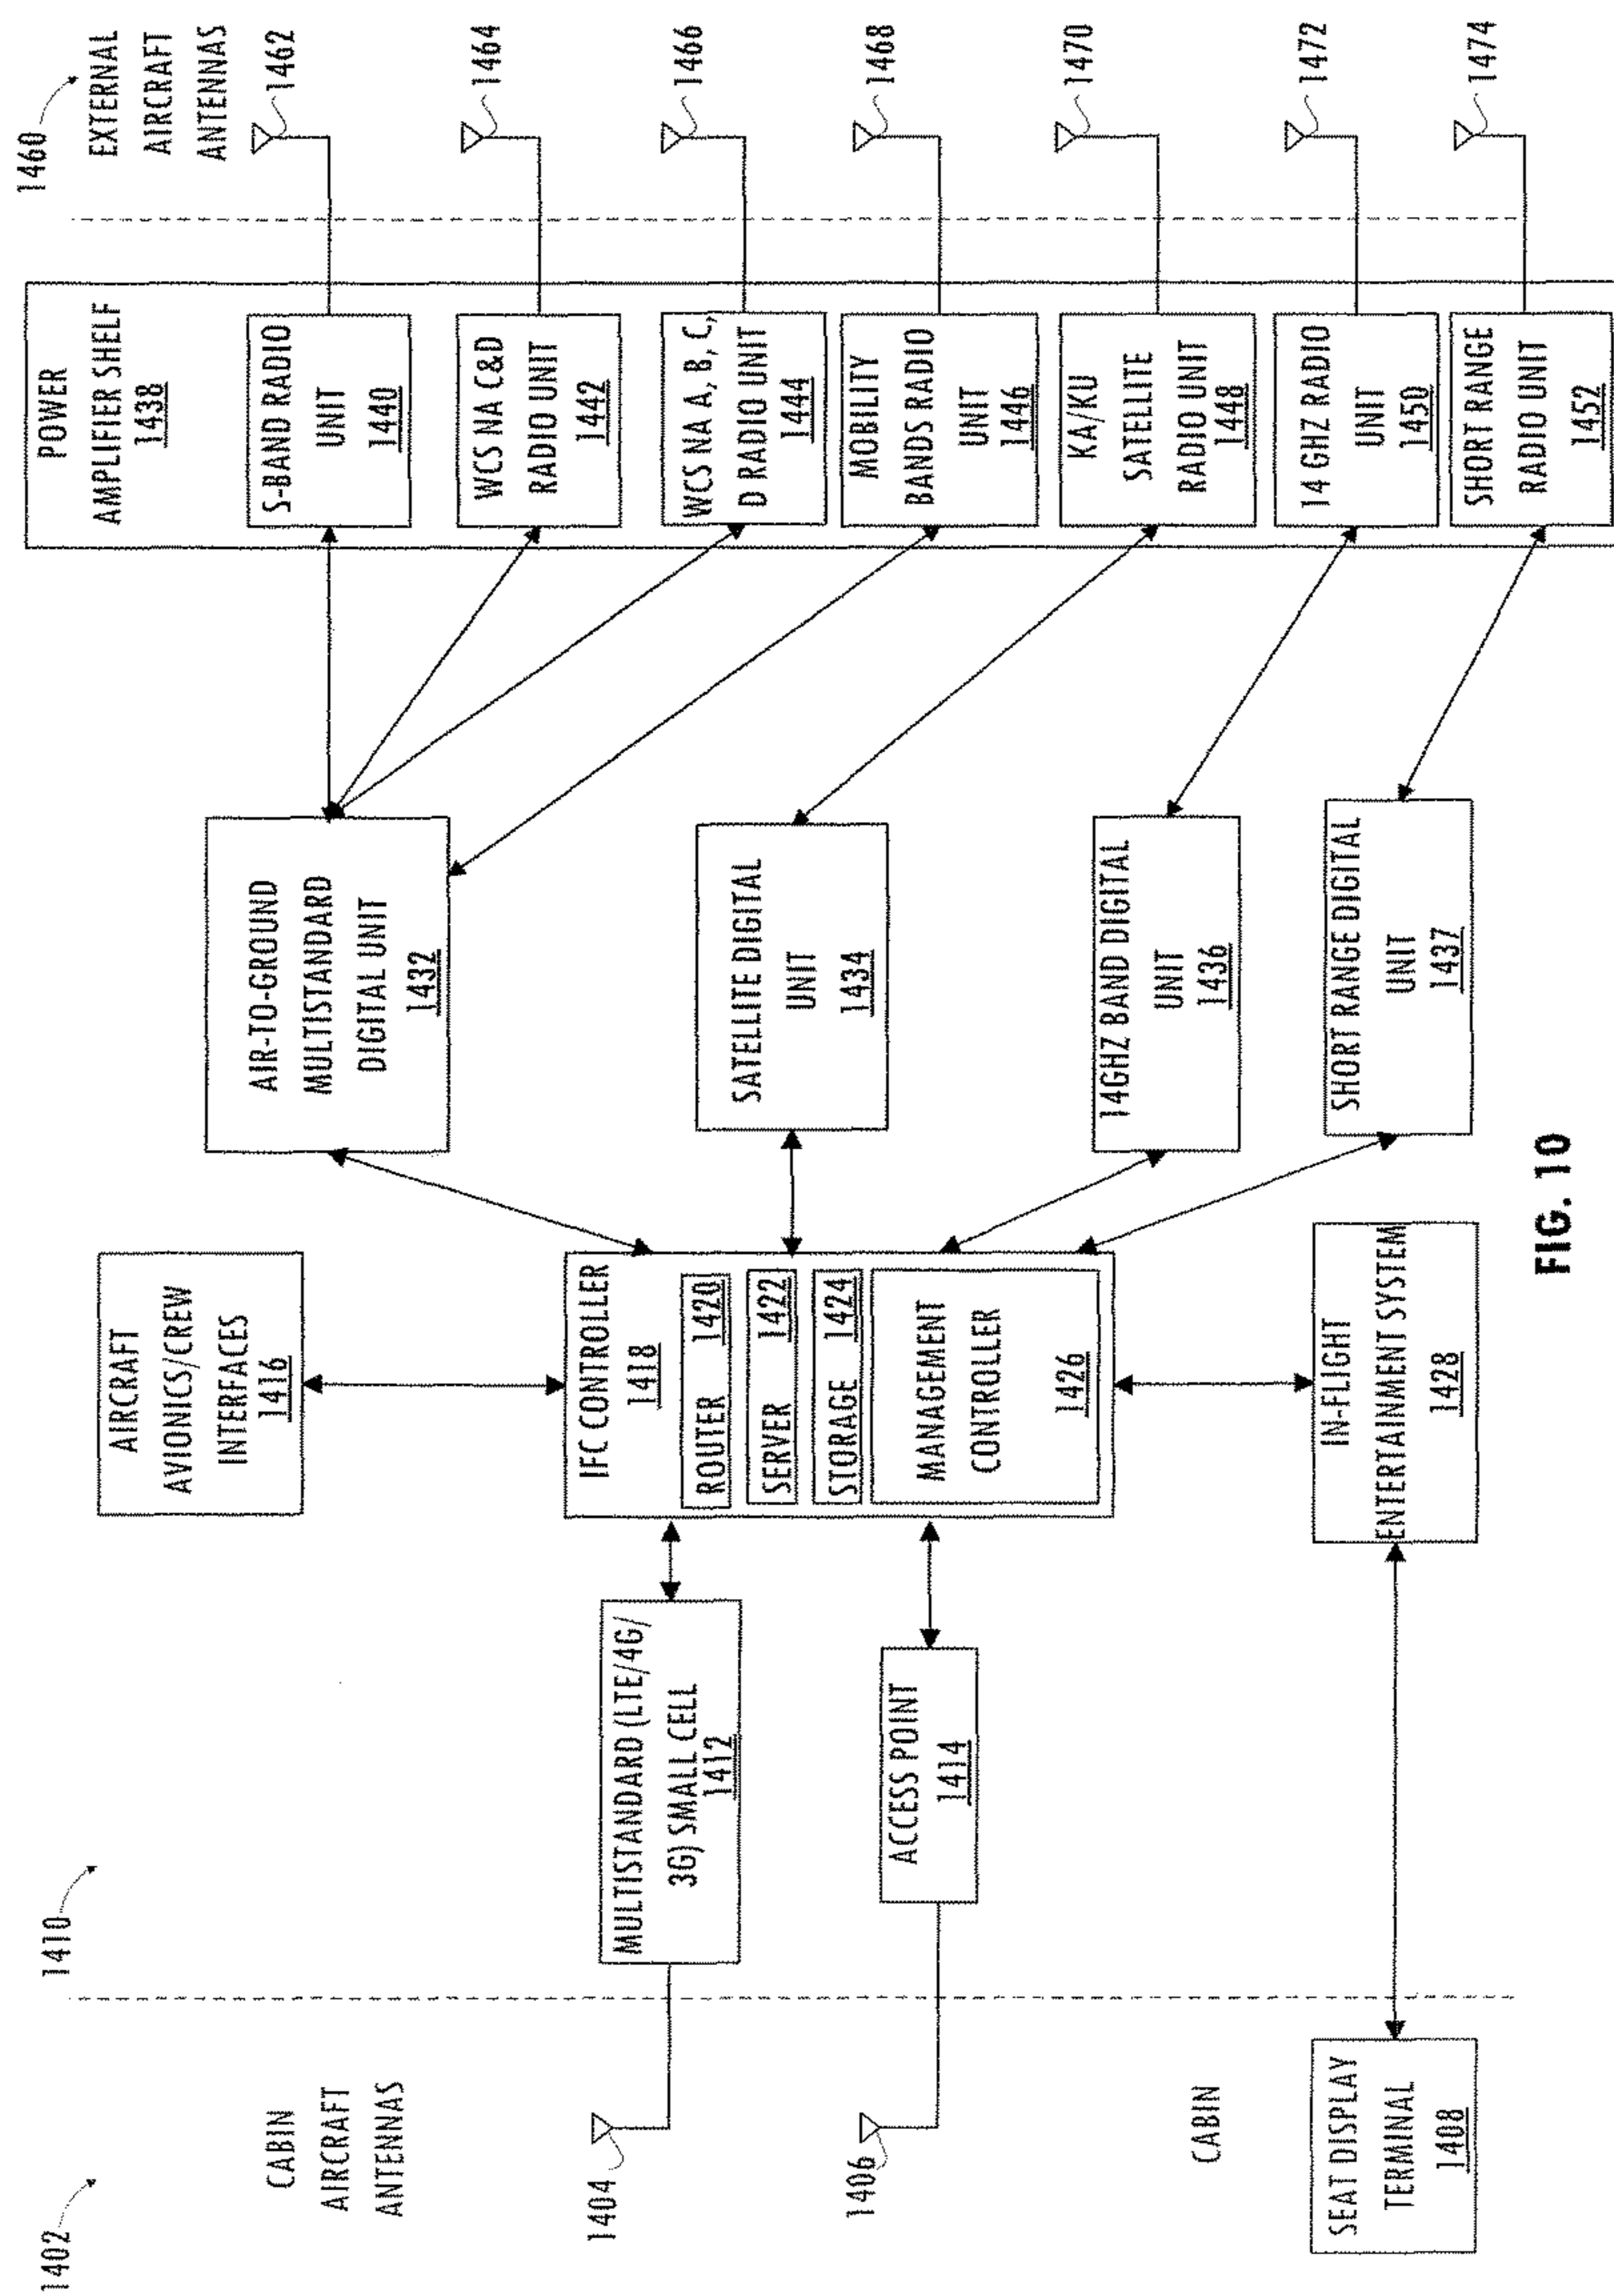 1402
CABIN
AIRCRAFT
ANTENNAS
1404
1406
CABIN
SEAT DISPLAY
TERMINAL
1408
1410
MULTISTANDARD (LTE/4G/
3G) SMALL CELL
1412
ACCESS POINT
1414
AIRCRAFT
AVIONICS/CREW
INTERFACES
1416
IFC CONTROLLER
1418
ROUTER 1420
SERVER 1422
STORAGE 1424
MANAGEMENT
CONTROLLER
1426
IN-FLIGHT
ENTERTAINMENT SYSTEM
1428
AIR-TO-GROUND
MULTISTANDARD
DIGITAL UNIT
1432
SATELLITE DIGITAL
UNIT
1434
14GHZ BAND DIGITAL
UNIT
1436
SHORT RANGE DIGITAL
UNIT
1437
POWER
AMPLIFIER SHELF
1438
S-BAND RADIO
UNIT
1440
WCS NA C&D
RADIO UNIT
1442
WCS NA A, B, C,
D RADIO UNIT
1444
MOBILITY
BANDS RADIO
UNIT
1446
KA/KU
SATELLITE
RADIO UNIT
1448
14 GHZ RADIO
UNIT
1450
SHORT RANGE
RADIO UNIT
1452
1460
EXTERNAL
AIRCRAFT
ANTENNAS
1462
1464
1466
1468
1470
1472
1474
FIG. 10